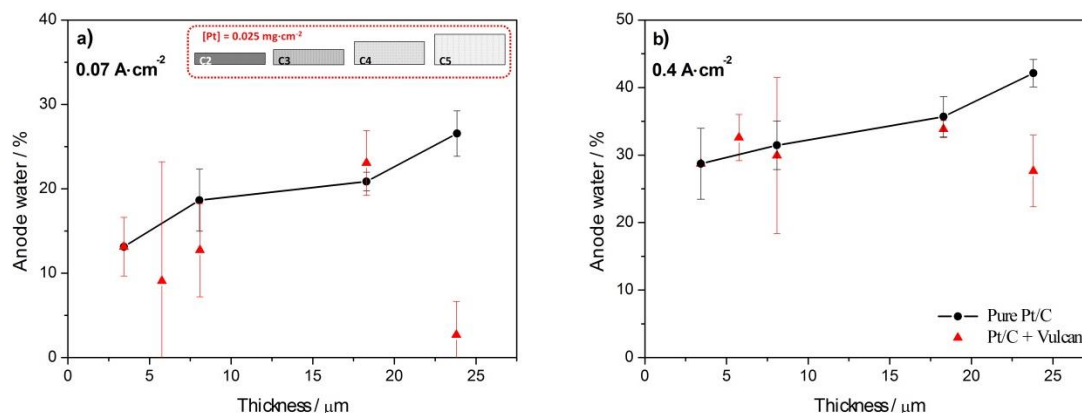 a)
0.07 A·cm⁻²
[Pt] = 0.025 mg·cm⁻²
C2 C3 C4 C5
Anode water / %
40
30
20
10
0
0 5 10 15 20 25
Thickness / μm
b)
0.4 A·cm⁻²
Anode water / %
50
40
30
20
10
0
Pure Pt/C
Pt/C + Vulcan
0 5 10 15 20 25
Thickness / μm